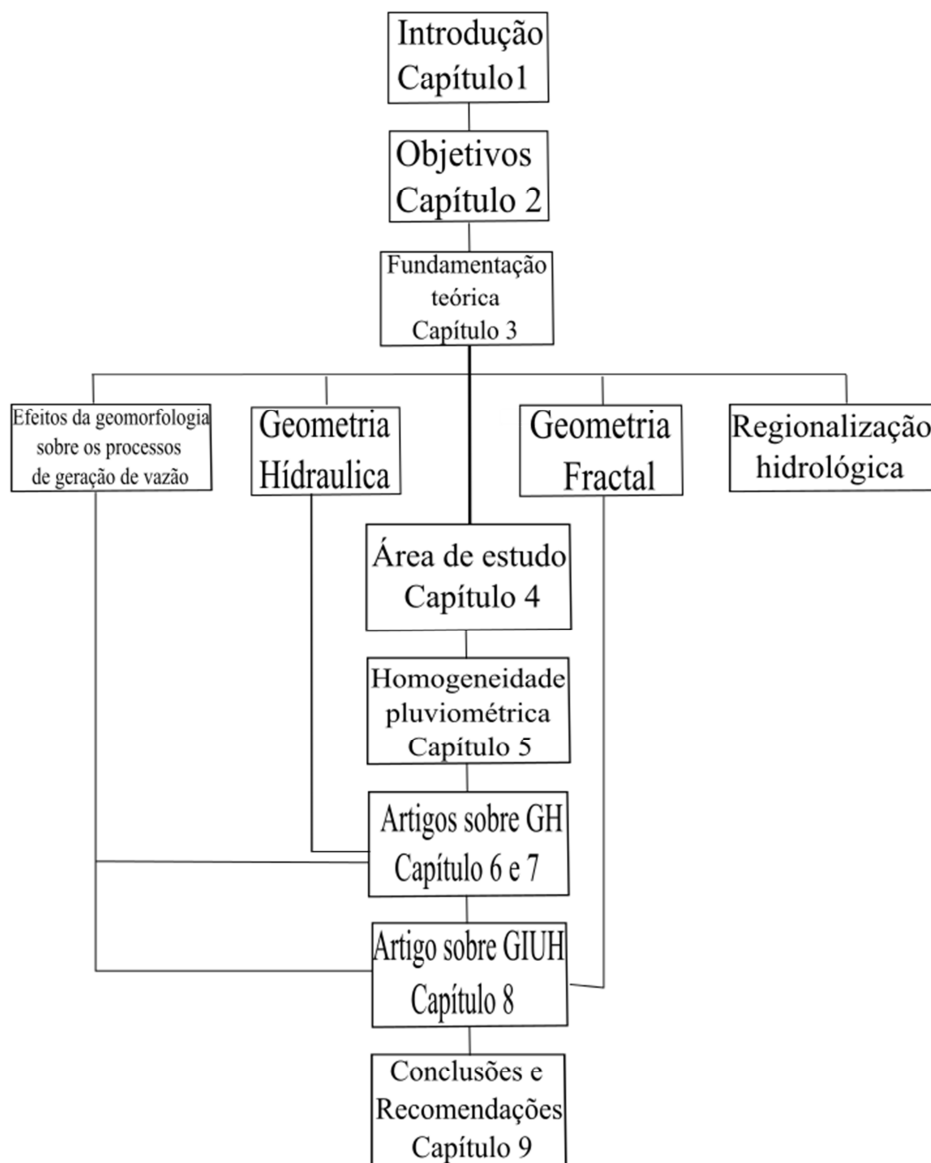 Introdução
Capítulo1
Objetivos
Capítulo 2
Fundamentação
teórica
Capítulo 3
Efeitos da geomorfologia
sobre os processos
de geração de vazão
Geometria
Hídraulica
Geometria
Fractal
Regionalização
hidrológica
Área de estudo
Capítulo 4
Homogeneidade
pluviométrica
Capítulo 5
Artigos sobre GH
Capítulo 6 e 7
Artigo sobre GIUH
Capítulo 8
Conclusões e
Recomendações
Capítulo 9